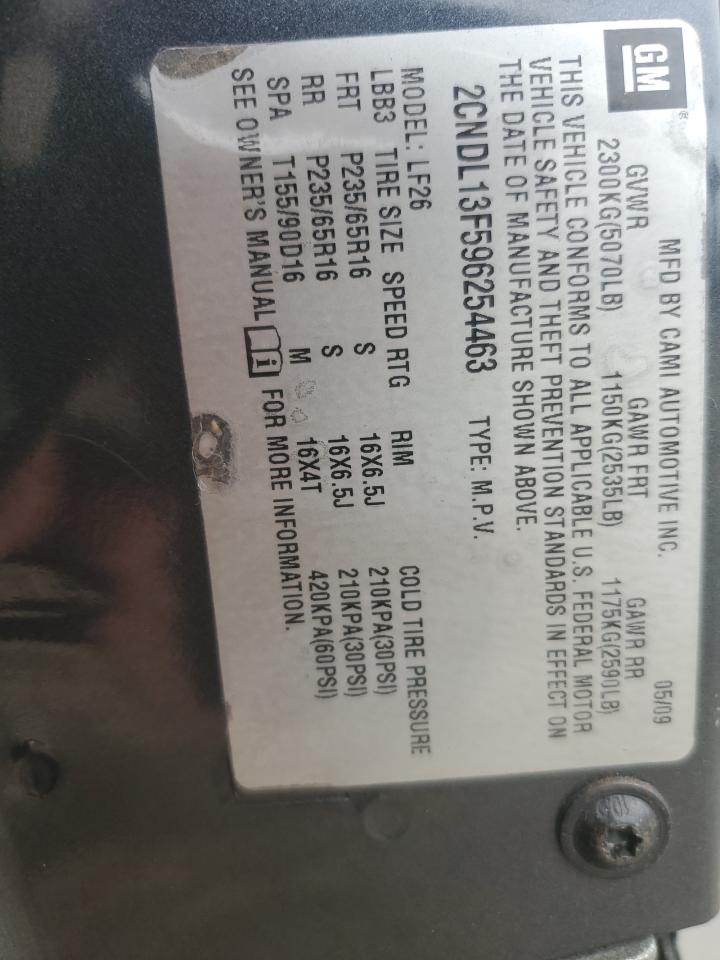 GM
MFD BY CAMI AUTOMOTIVE INC. 05/09
GVWR GAWR FRT GAWR RR
2300KG(5070LB) 1150KG(2535LB) 1175KG(2590LB)
THIS VEHICLE CONFORMS TO ALL APPLICABLE U.S. FEDERAL MOTOR
VEHICLE SAFETY AND THEFT PREVENTION STANDARDS IN EFFECT ON
THE DATE OF MANUFACTURE SHOWN ABOVE.
2CNDL13F596254463 TYPE: M.P.V.
MODEL: LF26
LBB3 TIRE SIZE SPEED RTG RIM COLD TIRE PRESSURE
FRT P235/65R16 S 16X6.5J 210KPA(30PSI)
RR P235/65R16 S 16X6.5J 210KPA(30PSI)
SPA T155/90D16 M 16X4T 420KPA(60PSI)
SEE OWNER'S MANUAL i FOR MORE INFORMATION.